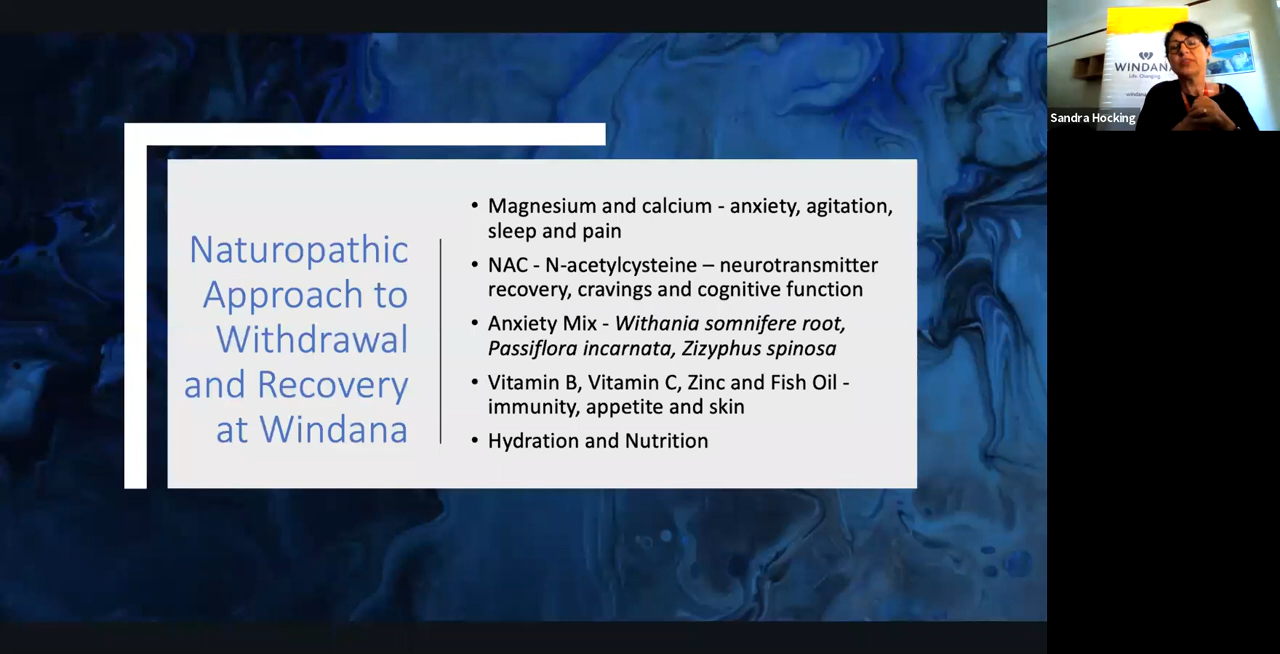 Naturopathic
Approach to
Withdrawal
and Recovery
at Windana
• Magnesium and calcium - anxiety, agitation,
sleep and pain
• NAC - N-acetylcysteine – neurotransmitter
recovery, cravings and cognitive function
• Anxiety Mix - Withania somnifere root,
Passiflora incarnata, Zizyphus spinosa
• Vitamin B, Vitamin C, Zinc and Fish Oil -
immunity, appetite and skin
• Hydration and Nutrition
WINDANA
Life-Changing
Sandra Hocking